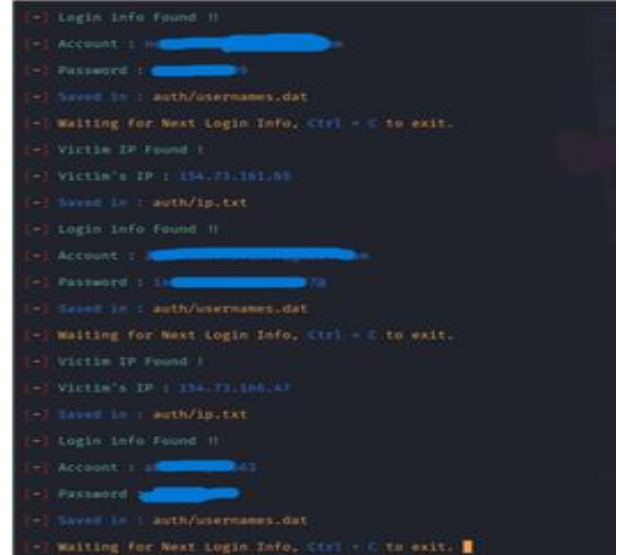 [-] Login info Found !!
[-] Account :
[-] Password :
[-] Saved in : auth/usernames.dat
[-] Waiting for Next Login Info, Ctrl + C to exit.
[-] Victim IP Found !
[-] Victim's IP :
[-] Saved in : auth/ip.txt
[-] Login info Found !!
[-] Account :
[-] Password :
[-] Saved in : auth/usernames.dat
[-] Waiting for Next Login Info, Ctrl + C to exit.
[-] Victim IP Found !
[-] Victim's IP :
[-] Saved in : auth/ip.txt
[-] Login info Found !!
[-] Account :
[-] Password :
[-] Saved in : auth/usernames.dat
[-] Waiting for Next Login Info, Ctrl + C to exit.